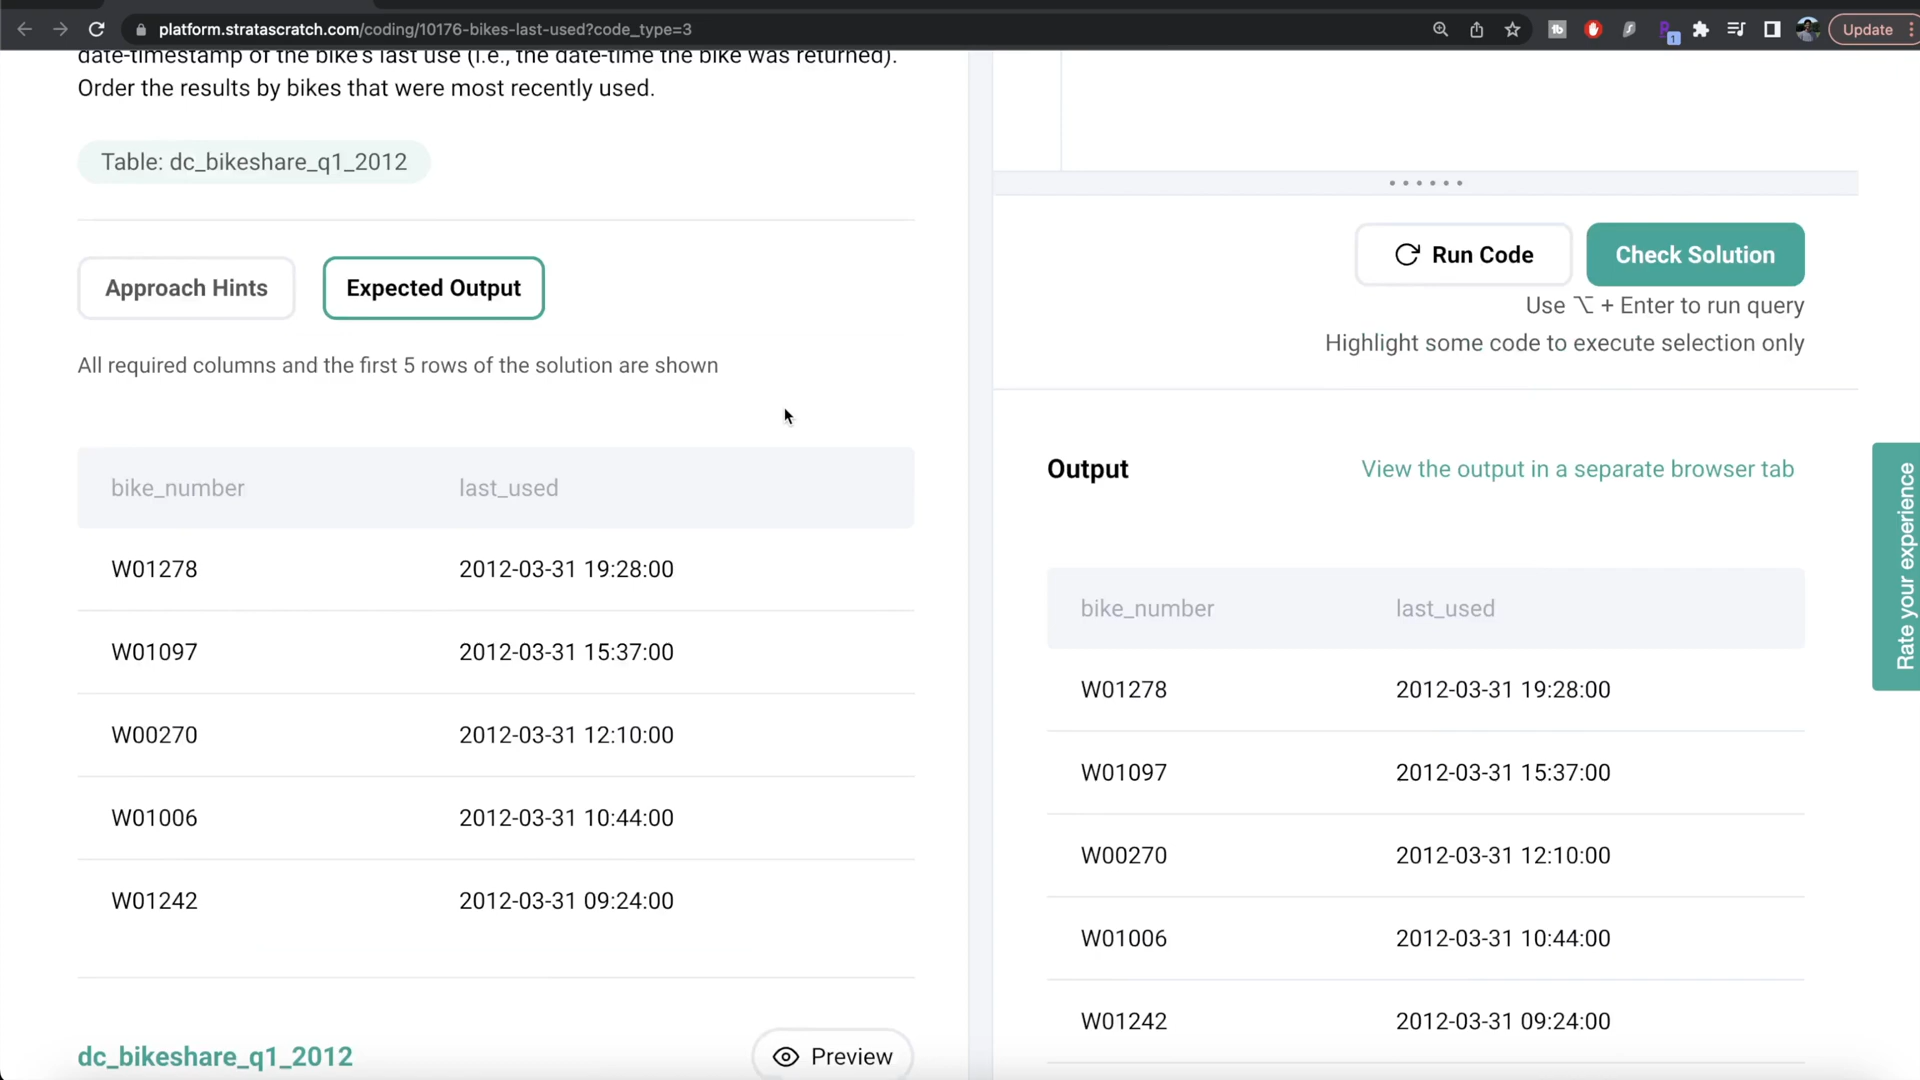 platform.stratascratch.com/coding/10176-bikes-last-used?code_type=3
Update
date-timestamp of the bike's last use (i.e., the date-time the bike was returned).
Order the results by bikes that were most recently used.
Table: dc_bikeshare_q1_2012
Approach Hints
Expected Output
All required columns and the first 5 rows of the solution are shown
bike_number last_used
W01278 2012-03-31 19:28:00
W01097 2012-03-31 15:37:00
W00270 2012-03-31 12:10:00
W01006 2012-03-31 10:44:00
W01242 2012-03-31 09:24:00
dc_bikeshare_q1_2012
Preview
Run Code
Check Solution
Use ⌥ + Enter to run query
Highlight some code to execute selection only
Output
View the output in a separate browser tab
bike_number last_used
W01278 2012-03-31 19:28:00
W01097 2012-03-31 15:37:00
W00270 2012-03-31 12:10:00
W01006 2012-03-31 10:44:00
W01242 2012-03-31 09:24:00
Rate your experience